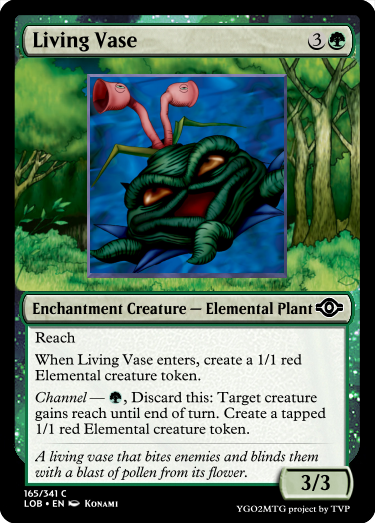 Living Vase 3
Enchantment Creature — Elemental Plant
Reach
When Living Vase enters, create a 1/1 red
Elemental creature token.
Channel — , Discard this: Target creature
gains reach until end of turn. Create a tapped
1/1 red Elemental creature token.
A living vase that bites enemies and blinds them
with a blast of pollen from its flower.
3/3
165/341 C
LOB • EN Konami
YGO2MTG project by TVP